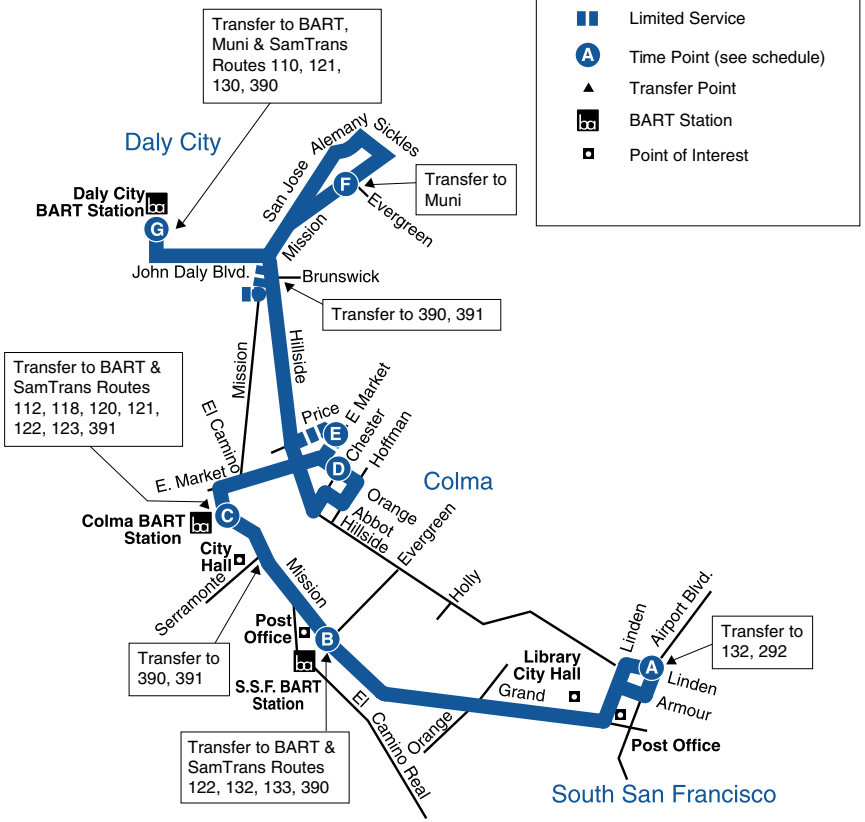 Transfer to BART,
Muni & SamTrans
Routes 110, 121,
130, 390
Limited Service
A
Time Point (see schedule)
Transfer Point
ba
BART Station
Point of Interest
Daly City
Sickles
Alemany
San Jose
F
Transfer to
Muni
Evergreen
Mission
Daly City
BART Station
ba
G
John Daly Blvd.
Brunswick
Transfer to 390, 391
Hillside
Mission
Transfer to BART &
SamTrans Routes
112, 118, 120, 121,
122, 123, 391
El Camino
Price
E
E Market
Chester
Hoffman
D
E. Market
Orange
Abbot
Hillside
Colma
C
Colma BART
Station
ba
City
Hall
Serramonte
Mission
Evergreen
Holly
Post
Office
B
S.S.F. BART
Station
ba
Transfer to
390, 391
Transfer to BART &
SamTrans Routes
122, 132, 133, 390
El Camino Real
Orange
Grand
Library
City Hall
Linden
Airport Blvd.
A
Transfer to
132, 292
Linden
Armour
Post Office
South San Francisco